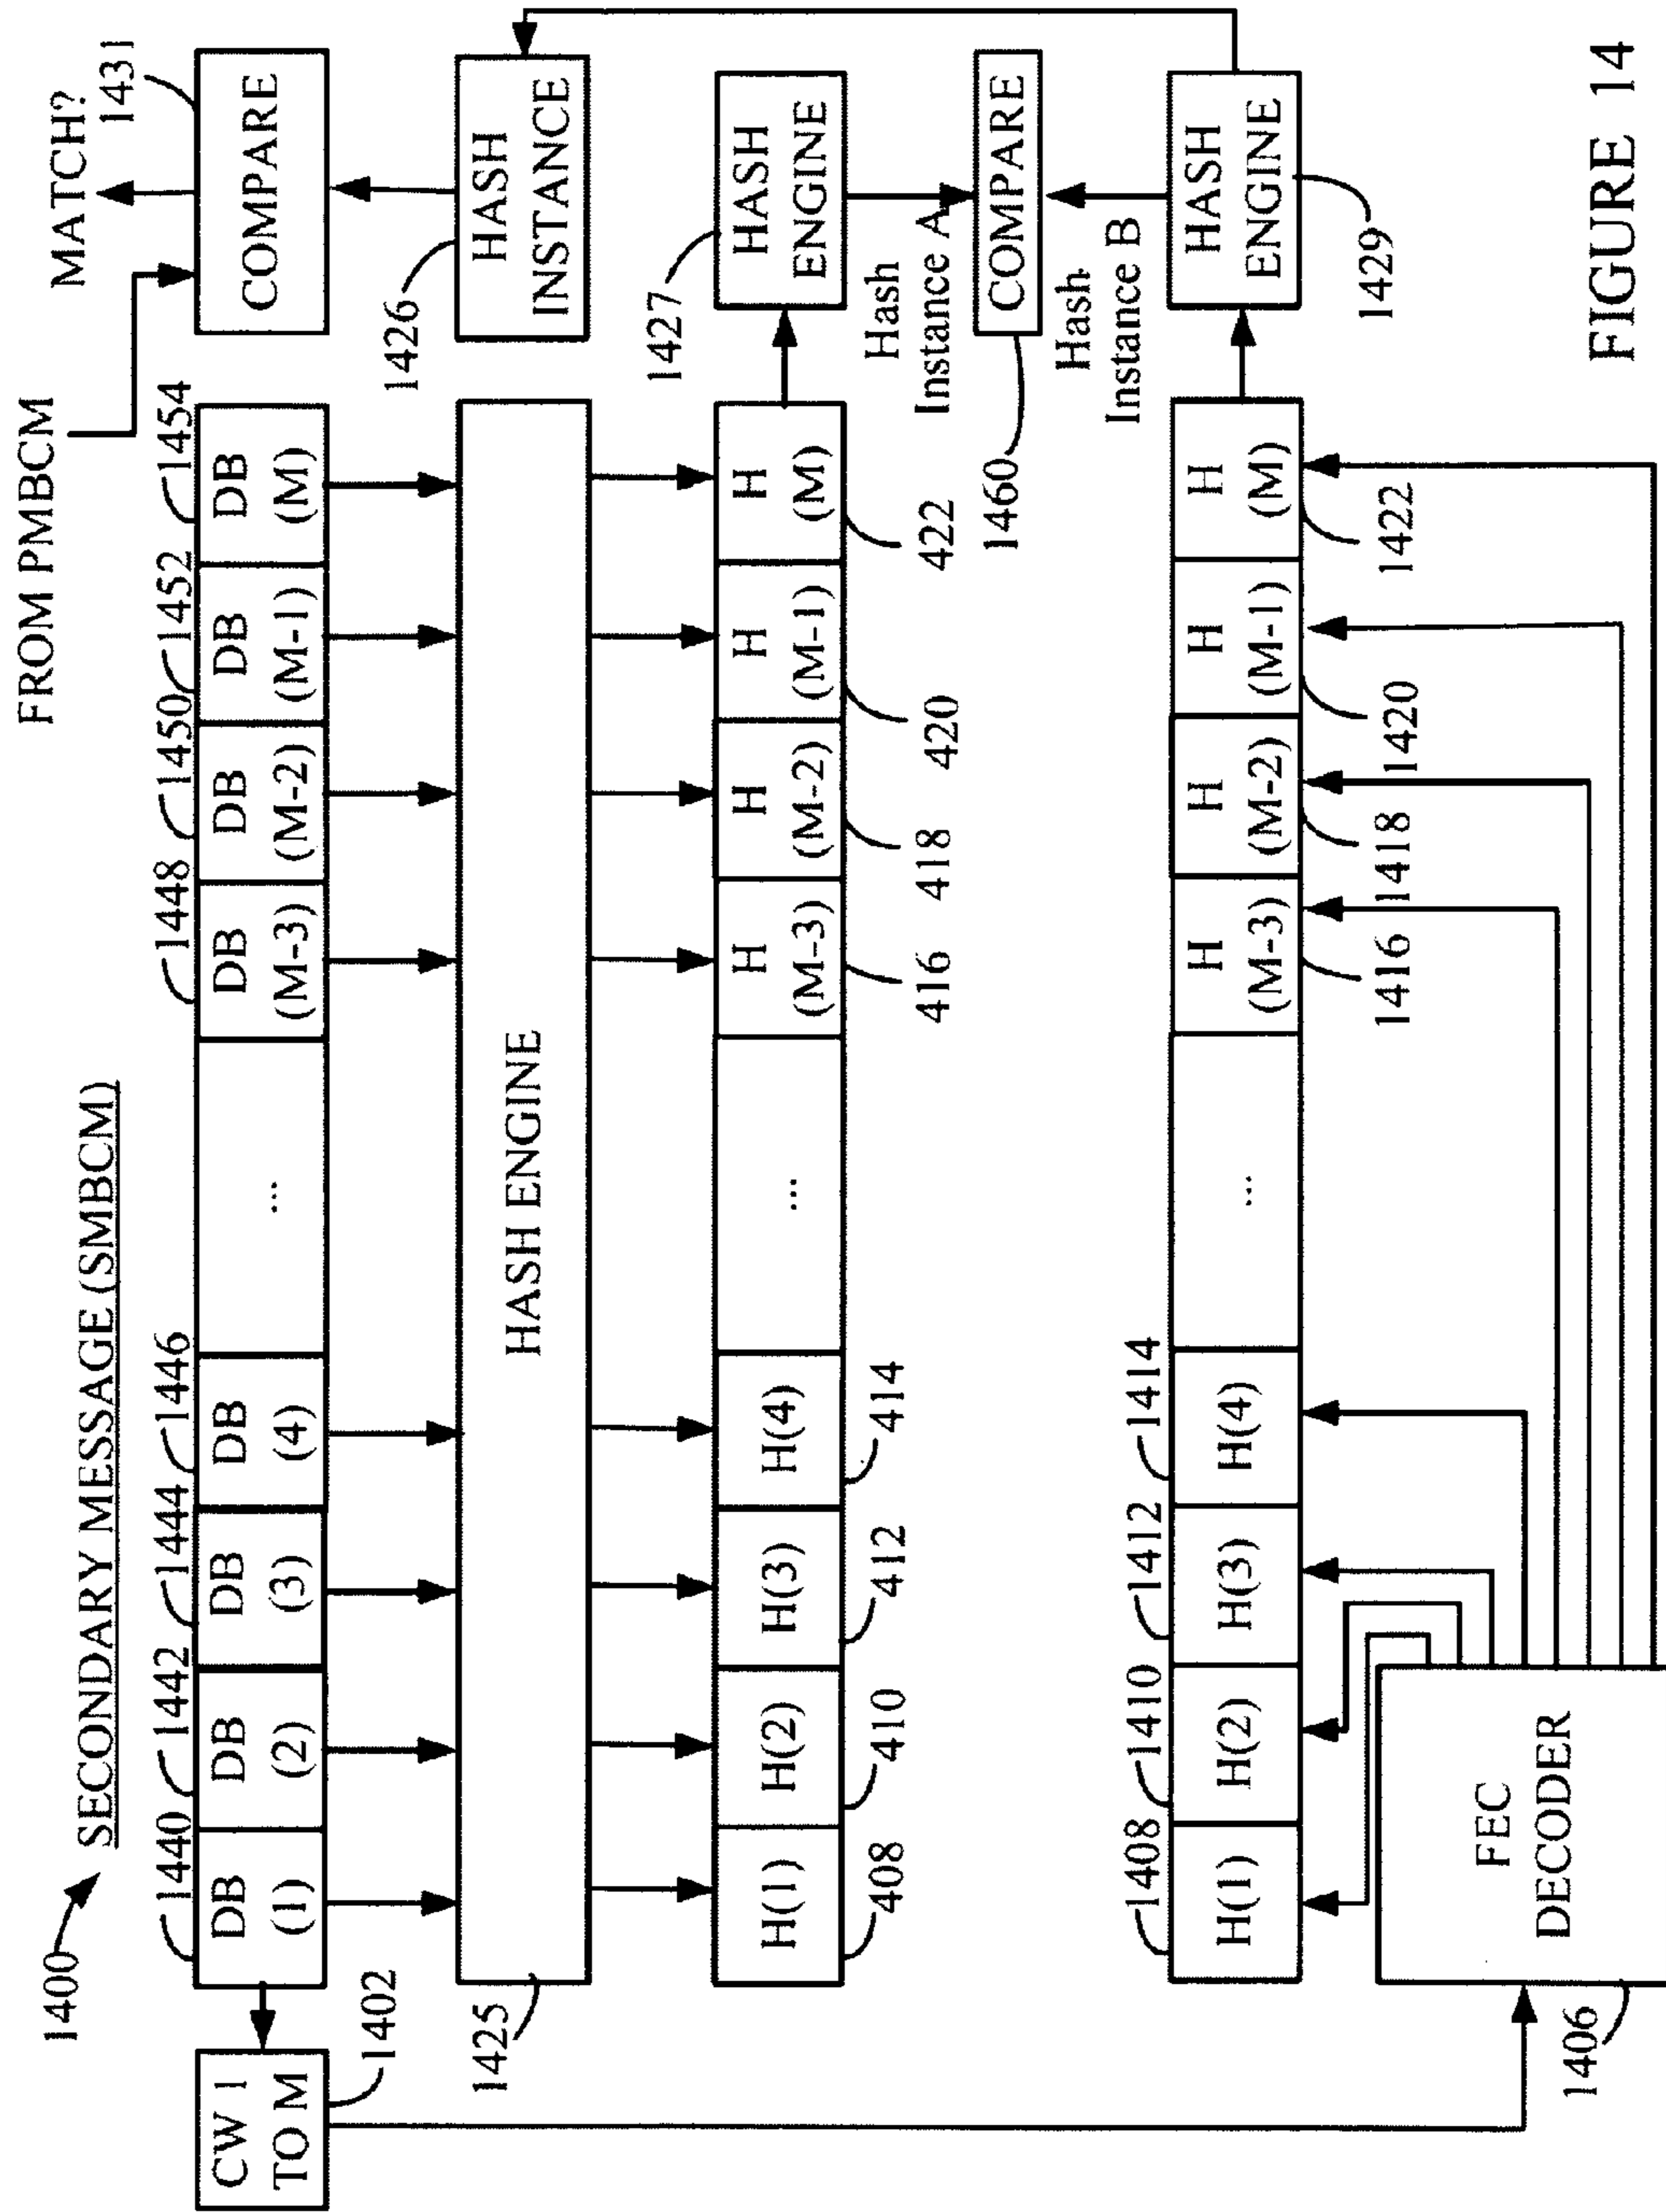 FROM PMBCM
MATCH?
1400
SECONDARY MESSAGE (SMBCM)
1440
1442
1444
1446
1448
1450
1452
1454
1431
CW 1
TO M
DB
(1)
DB
(2)
DB
(3)
DB
(4)
...
DB
(M-3)
DB
(M-2)
DB
(M-1)
DB
(M)
COMPARE
1402
1426
1425
HASH ENGINE
HASH
INSTANCE
1427
H(1)
H(2)
H(3)
H(4)
...
H
(M-3)
H
(M-2)
H
(M-1)
H
(M)
HASH
ENGINE
408
410
412
414
416
418
420
422
Hash
Instance A
COMPARE
1460
Hash
Instance B
1408
1410
1412
1414
H(1)
H(2)
H(3)
H(4)
...
H
(M-3)
H
(M-2)
H
(M-1)
H
(M)
HASH
ENGINE
1416
1418
1420
1422
1429
FEC
DECODER
1406
FIGURE 14